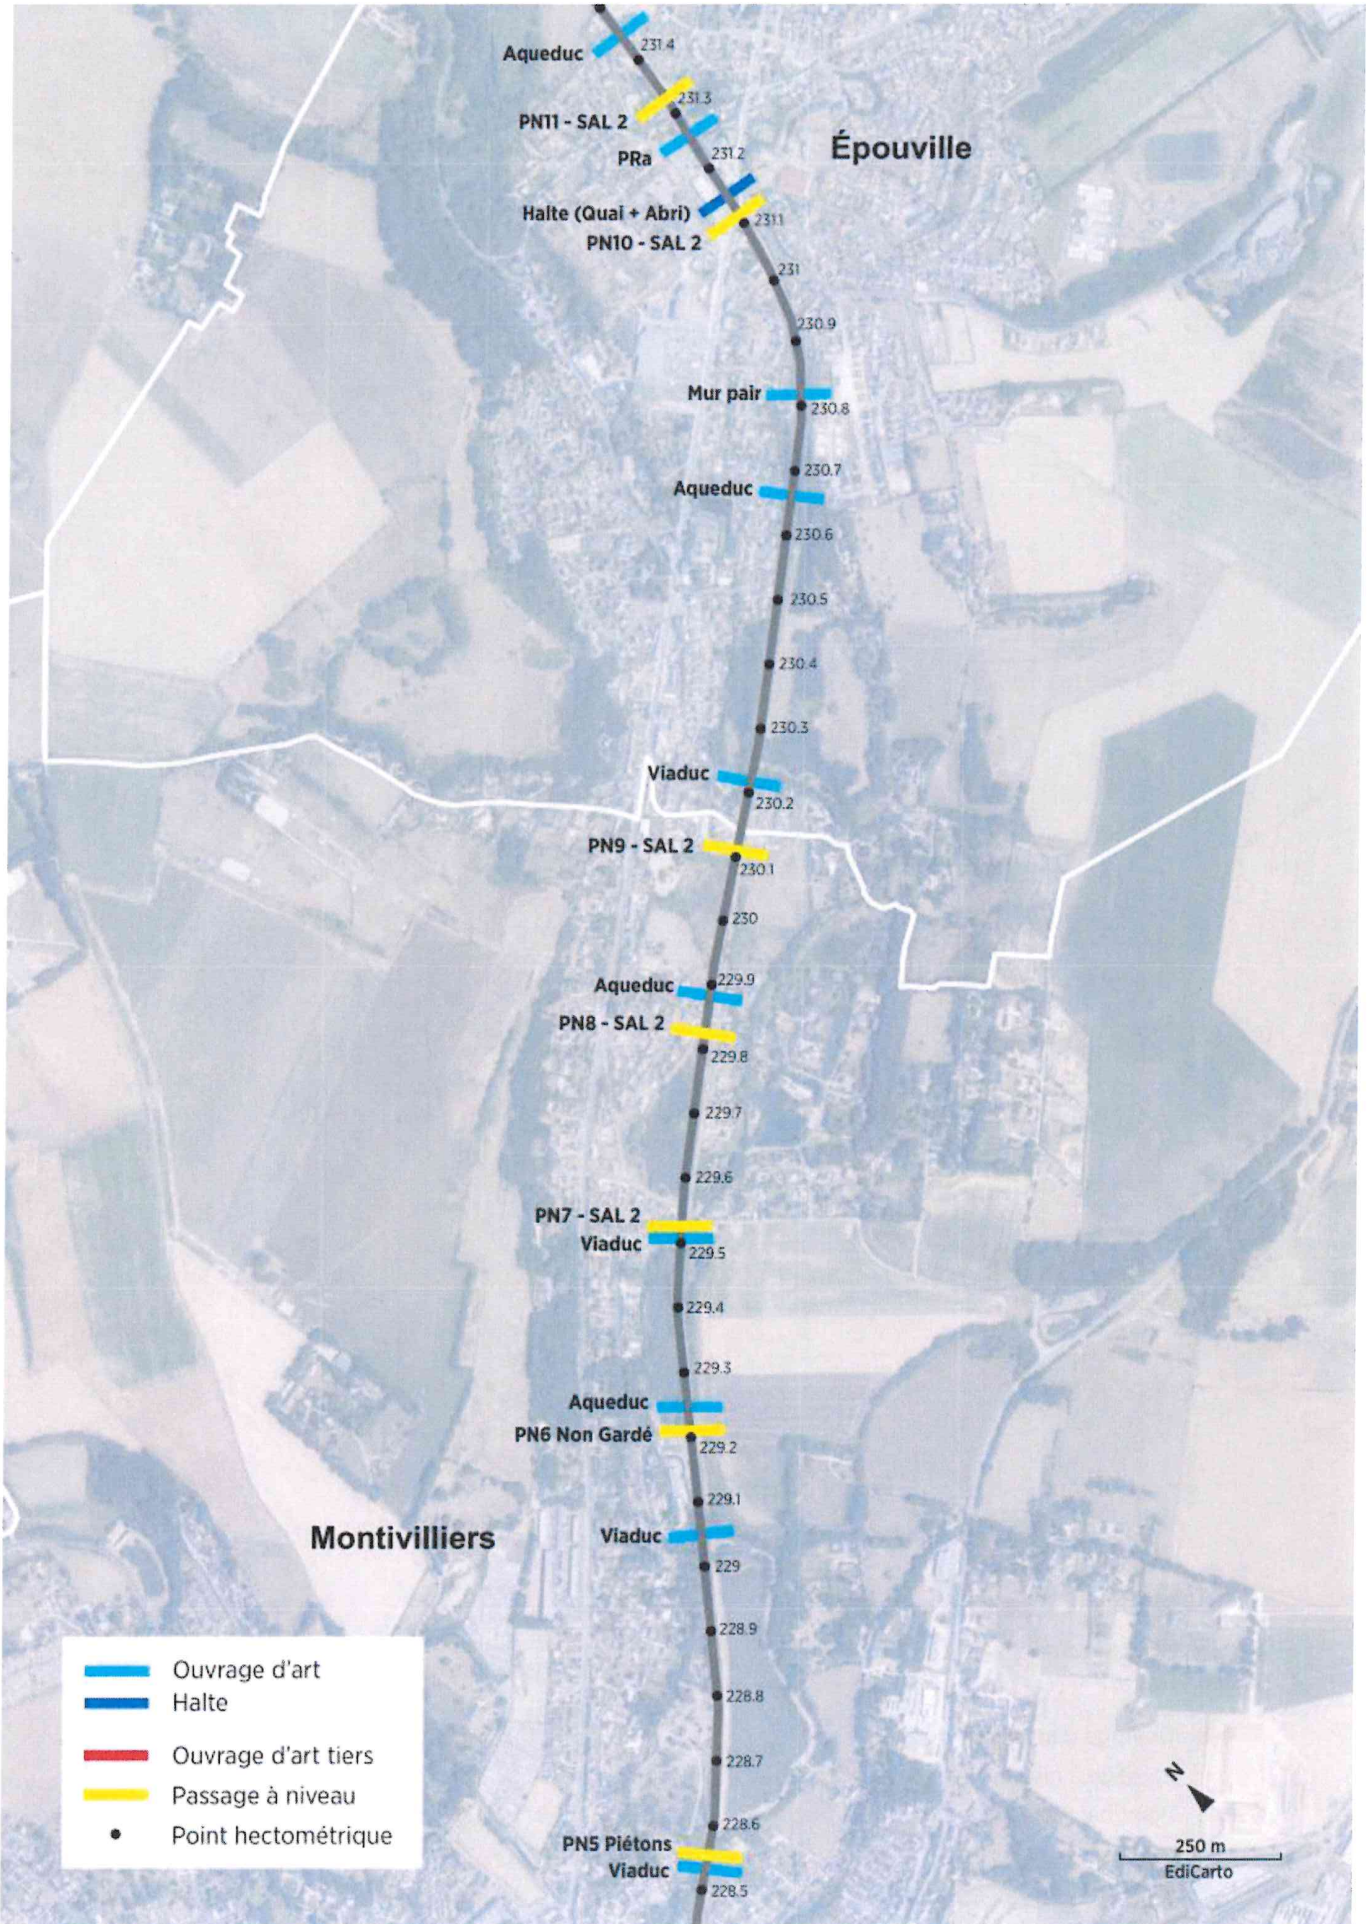 231.4
Aqueduc
231.3
PN11 - SAL 2
PRa
231.2
Épouville
Halte (Quai + Abri)
231.1
PN10 - SAL 2
231
230.9
Mur pair
230.8
230.7
Aqueduc
230.6
230.5
230.4
230.3
Viaduc
230.2
PN9 - SAL 2
230.1
230
229.9
Aqueduc
PN8 - SAL 2
229.8
229.7
229.6
PN7 - SAL 2
Viaduc
229.5
229.4
229.3
Aqueduc
PN6 Non Gardé
229.2
229.1
Viaduc
Montivilliers
229
228.9
228.8
228.7
228.6
PN5 Piétons
Viaduc
228.5
Ouvrage d'art
Halte
Ouvrage d'art tiers
Passage à niveau
Point hectométrique
N
250 m
EdiCarto